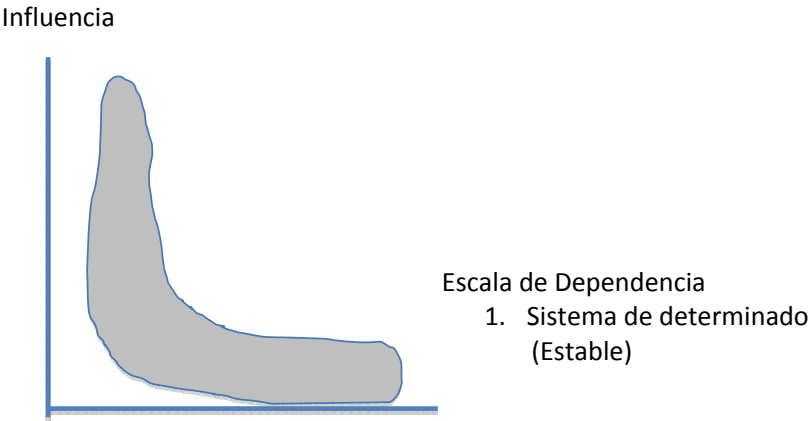 Influencia
Escala de Dependencia
1. Sistema de determinado
(Estable)